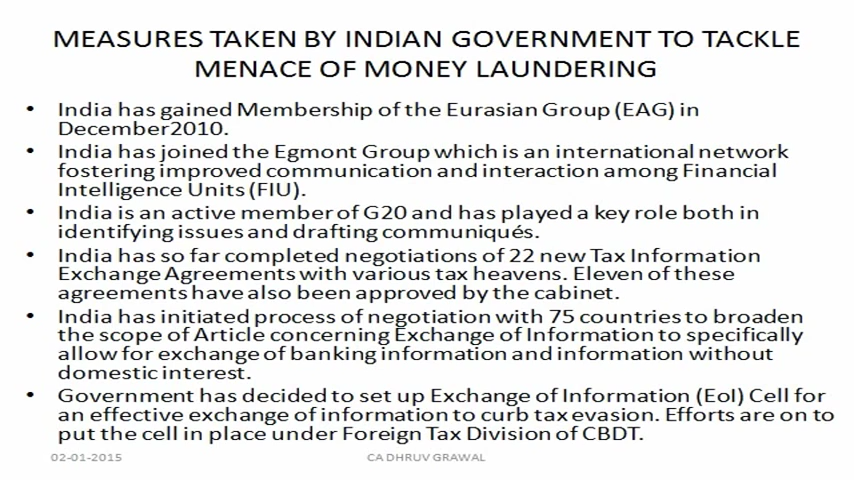 MEASURES TAKEN BY INDIAN GOVERNMENT TO TACKLE
MENACE OF MONEY LAUNDERING
• India has gained Membership of the Eurasian Group (EAG) in
December2010.
• India has joined the Egmont Group which is an international network
fostering improved communication and interaction among Financial
Intelligence Units (FIU).
• India is an active member of G20 and has played a key role both in
identifying issues and drafting communiqués.
• India has so far completed negotiations of 22 new Tax Information
Exchange Agreements with various tax heavens. Eleven of these
agreements have also been approved by the cabinet.
• India has initiated process of negotiation with 75 countries to broaden
the scope of Article concerning Exchange of Information to specifically
allow for exchange of banking information and information without
domestic interest.
• Government has decided to set up Exchange of Information (EoI) Cell for
an effective exchange of information to curb tax evasion. Efforts are on to
put the cell in place under Foreign Tax Division of CBDT.
02-01-2015 CA DHRUV GRAWAL